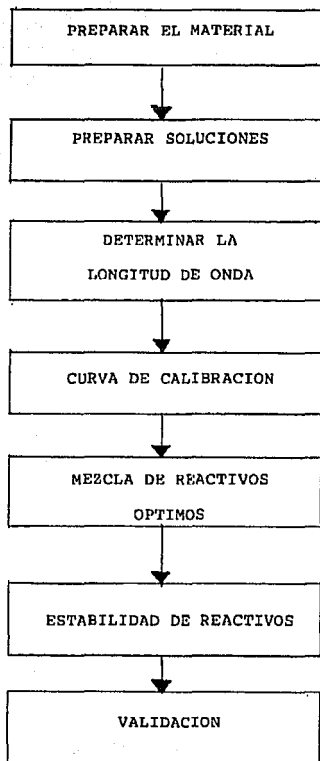 PREPARAR EL MATERIAL
PREPARAR SOLUCIONES
DETERMINAR LA
LONGITUD DE ONDA
CURVA DE CALIBRACION
MEZCLA DE REACTIVOS
OPTIMOS
ESTABILIDAD DE REACTIVOS
VALIDACION